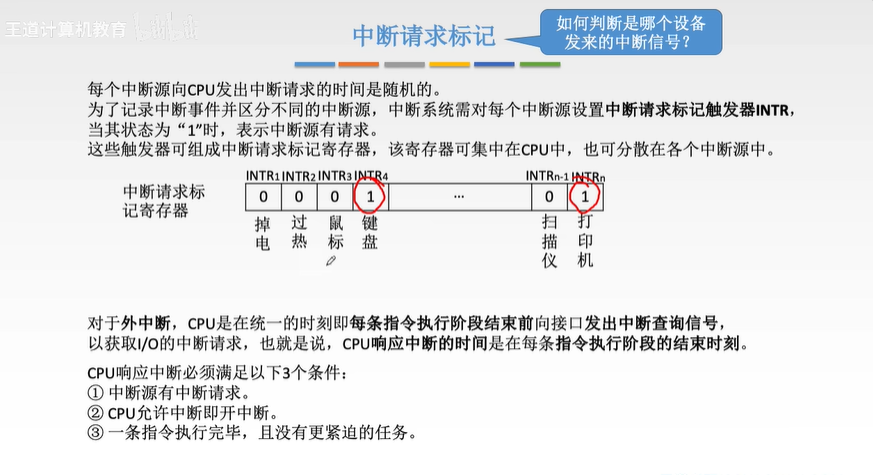 王道计算机教育
中断请求标记
如何判断是哪个设备
发来的中断信号？
每个中断源向CPU发出中断请求的时间是随机的。
为了记录中断事件并区分不同的中断源，中断系统需对每个中断源设置中断请求标记触发器INTR，
当其状态为“1”时，表示中断源有请求。
这些触发器可组成中断请求标记寄存器，该寄存器可集中在CPU中，也可分散在各个中断源中。
INTR1 INTR2 INTR3 INTR4 INTRn-1 INTRn
中断请求标
记寄存器
0 0 0 1 ... 0 1
掉电 过热 鼠标 键盘 扫描仪 打印机
对于外中断，CPU是在统一的时刻即每条指令执行阶段结束前向接口发出中断查询信号，
以获取I/O的中断请求，也就是说，CPU响应中断的时间是在每条指令执行阶段的结束时刻。
CPU响应中断必须满足以下3个条件：
① 中断源有中断请求。
② CPU允许中断即开中断。
③ 一条指令执行完毕，且没有更紧迫的任务。